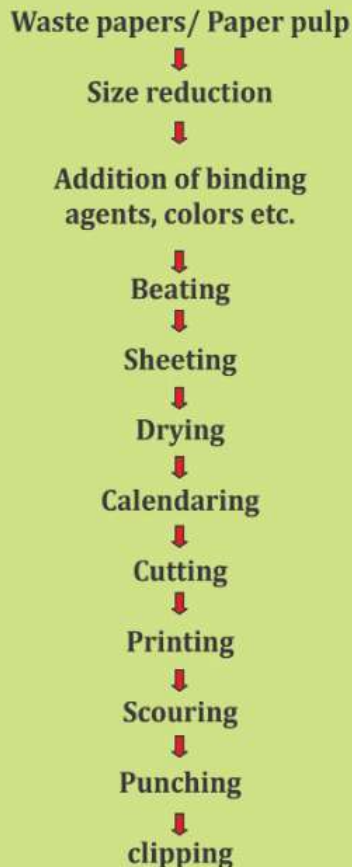 Waste papers/ Paper pulp
Size reduction
Addition of binding
agents, colors etc.
Beating
Sheeting
Drying
Calendaring
Cutting
Printing
Scouring
Punching
clipping